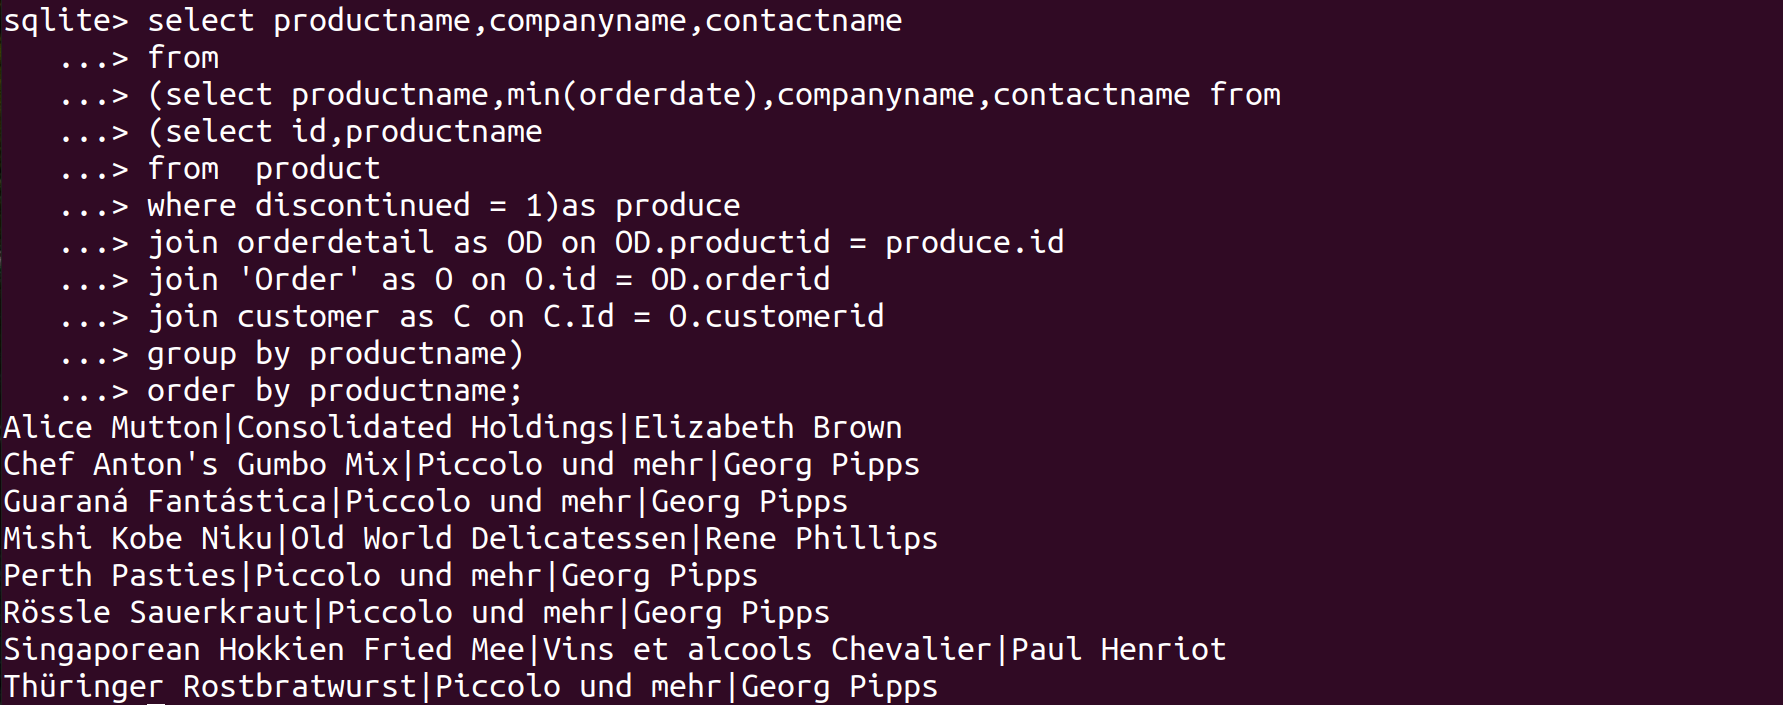 sqlite> select productname,companyname,contactname
   ...> from
   ...> (select productname,min(orderdate),companyname,contactname from
   ...> (select id,productname
   ...> from  product
   ...> where discontinued = 1)as produce
   ...> join orderdetail as OD on OD.productid = produce.id
   ...> join 'Order' as O on O.id = OD.orderid
   ...> join customer as C on C.Id = O.customerid
   ...> group by productname)
   ...> order by productname;
Alice Mutton|Consolidated Holdings|Elizabeth Brown
Chef Anton's Gumbo Mix|Piccolo und mehr|Georg Pipps
Guaraná Fantástica|Piccolo und mehr|Georg Pipps
Mishi Kobe Niku|Old World Delicatessen|Rene Phillips
Perth Pasties|Piccolo und mehr|Georg Pipps
Rössle Sauerkraut|Piccolo und mehr|Georg Pipps
Singaporean Hokkien Fried Mee|Vins et alcools Chevalier|Paul Henriot
Thüringer Rostbratwurst|Piccolo und mehr|Georg Pipps